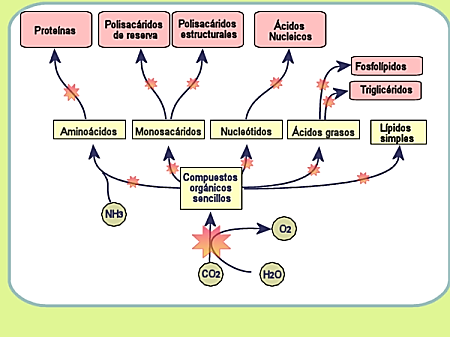 Proteínas
Polisacáridos
de reserva
Polisacáridos
estructurales
Ácidos
Nucleicos
Fosfolípidos
Triglicéridos
Aminoácidos
Monosacáridos
Nucleótidos
Ácidos grasos
Lípidos
simples
Compuestos
orgánicos
sencillos
NH3
O2
CO2
H2O